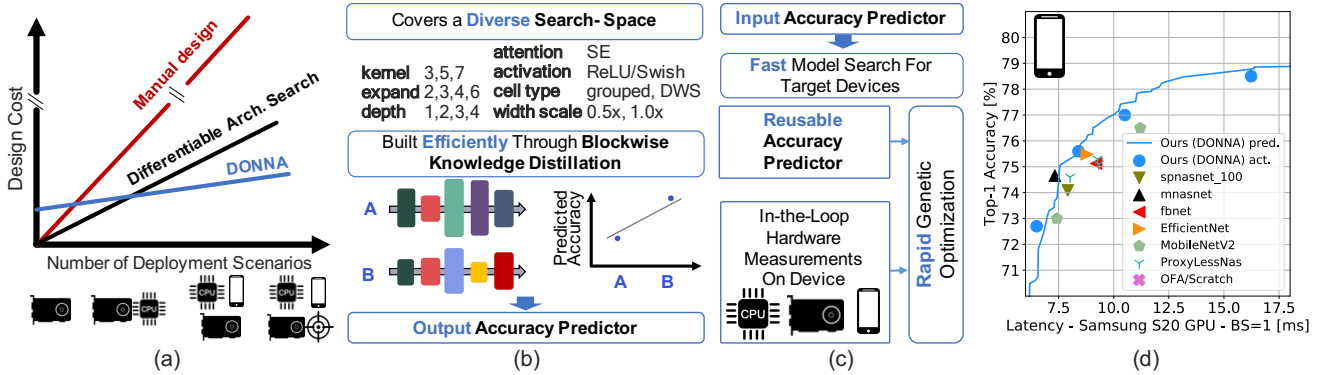 Design Cost
Manual design
Differentiable Arch. Search
DONNA
Number of Deployment Scenarios
CPU
CPU
CPU
(a)
Covers a Diverse Search- Space
attention SE
kernel 3,5,7 activation ReLU/Swish
expand 2,3,4,6 cell type grouped, DWS
depth 1,2,3,4 width scale 0.5x, 1.0x
Built Efficiently Through Blockwise
Knowledge Distillation
A
B
Predicted
Accuracy
A B
Output Accuracy Predictor
(b)
Input Accuracy Predictor
Fast Model Search For
Target Devices
Reusable
Accuracy
Predictor
In-the-Loop
Hardware
Measurements
On Device
CPU
Rapid Genetic
Optimization
(c)
Top-1 Accuracy [%]
80
79
78
77
76
75
74
73
72
71
Ours (DONNA) pred.
Ours (DONNA) act.
spnasnet_100
mnasnet
fbnet
EfficientNet
MobileNetV2
ProxyLessNas
OFA/Scratch
7.5 10.0 12.5 15.0 17.5
Latency - Samsung S20 GPU - BS=1 [ms]
(d)